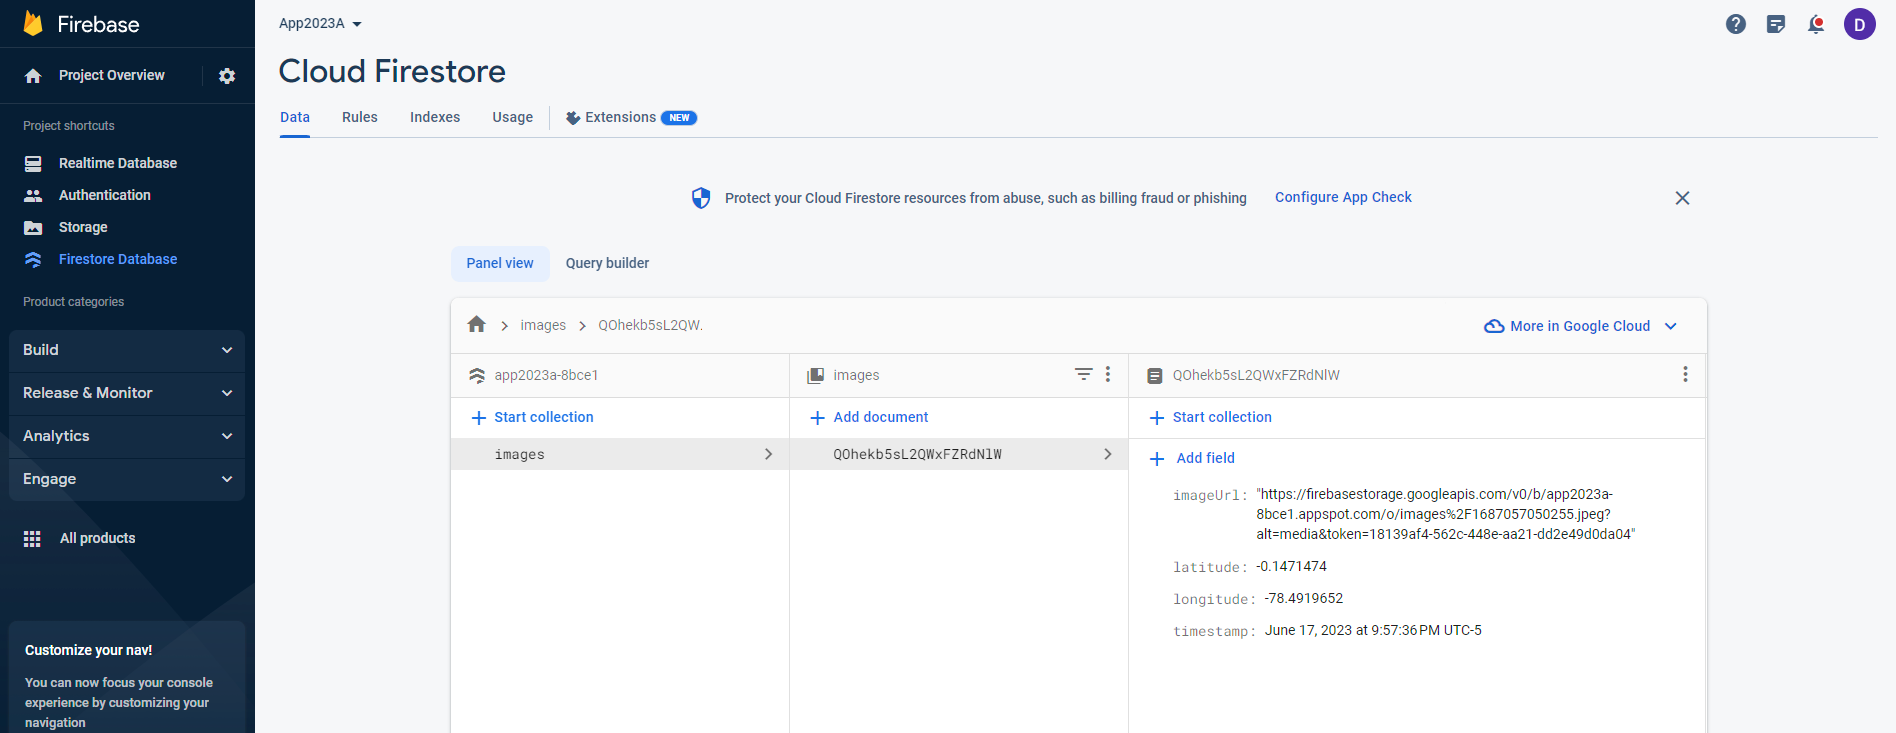 Firebase
Project Overview
Project shortcuts
Realtime Database
Authentication
Storage
Firestore Database
Product categories
Build
Release & Monitor
Analytics
Engage
All products
Customize your nav!
You can now focus your console
experience by customizing your
navigation
App2023A
D
Cloud Firestore
Data Rules Indexes Usage Extensions NEW
Protect your Cloud Firestore resources from abuse, such as billing fraud or phishing Configure App Check
Panel view Query builder
images QOhekb5sL2QW. More in Google Cloud
app2023a-8bce1 images QOhekb5sL2QWxFZRdNlW
Start collection Add document Start collection
images QOhekb5sL2QWxFZRdNlW
Add field
imageUrl: "https://firebasestorage.googleapis.com/v0/b/app2023a-
8bce1.appspot.com/o/images%2F1687057050255.jpeg?
alt=media&token=18139af4-562c-448e-aa21-dd2e49d0da04"
latitude: -0.1471474
longitude: -78.4919652
timestamp: June 17, 2023 at 9:57:36 PM UTC-5